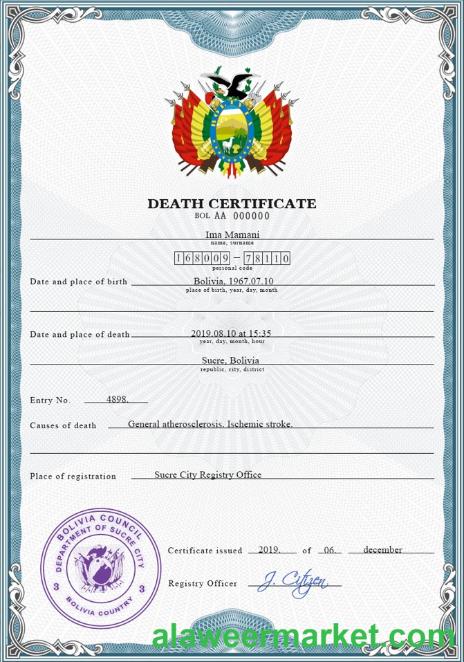 DEATH CERTIFICATE
BOL AA 000000
Ima Mamani
name, surname
168009 – 78110
personal code
Date and place of birth Bolivia, 1967.07.10
place of birth, year, day, month
Date and place of death 2019.08.10 at 15:35
year, day, month, hour
Sucre, Bolivia
republic, city, district
Entry No. 4898.
Causes of death General atherosclerosis. Ischemic stroke.
Place of registration Sucre City Registry Office
BOLIVIA COUNCIL
DEPARTMENT OF SUCRE CITY
3 3
BOLIVIA COUNTRY
Certificate issued 2019. of 06. december
Registry Officer J. Citizen
alaweermarket.com